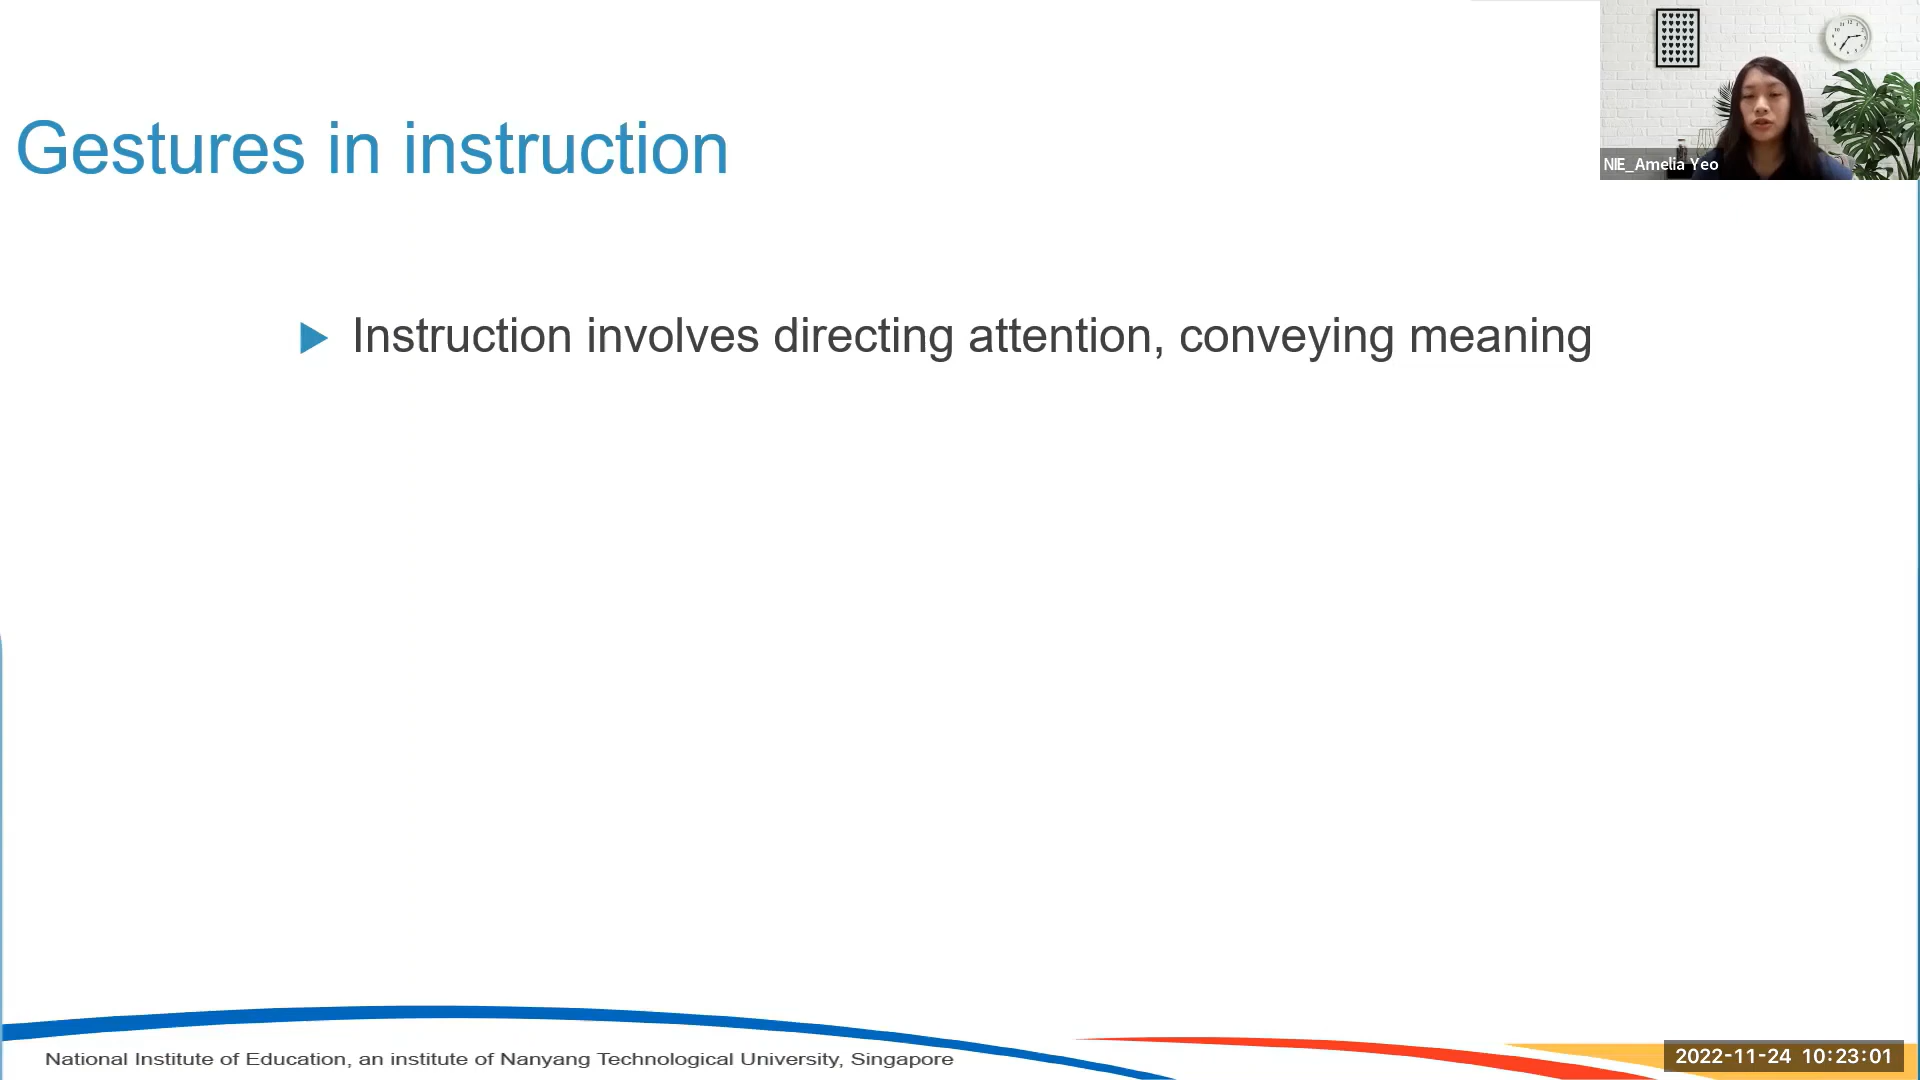 Gestures in instruction
NIE_Amelia Yeo
Instruction involves directing attention, conveying meaning
National Institute of Education, an institute of Nanyang Technological University, Singapore
2022-11-24 10:23:01